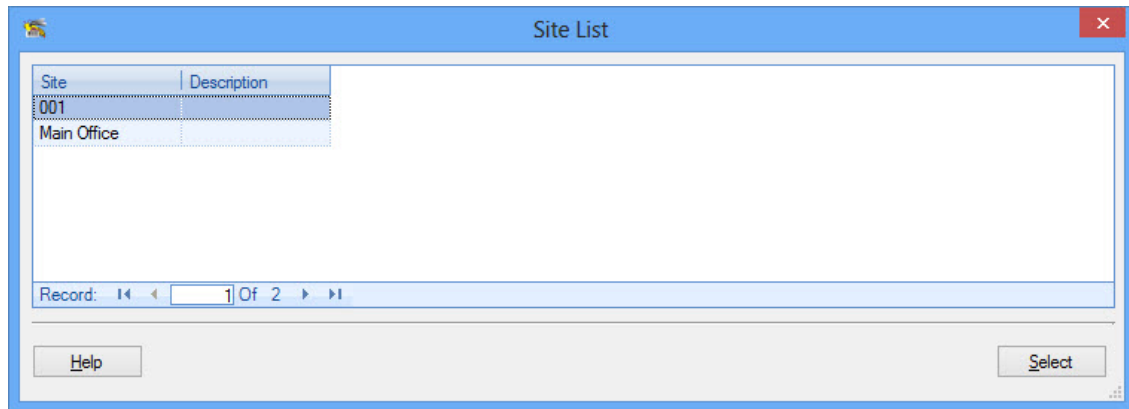 Site List
Site Description
001
Main Office
Record: 1 Of 2
Help Select